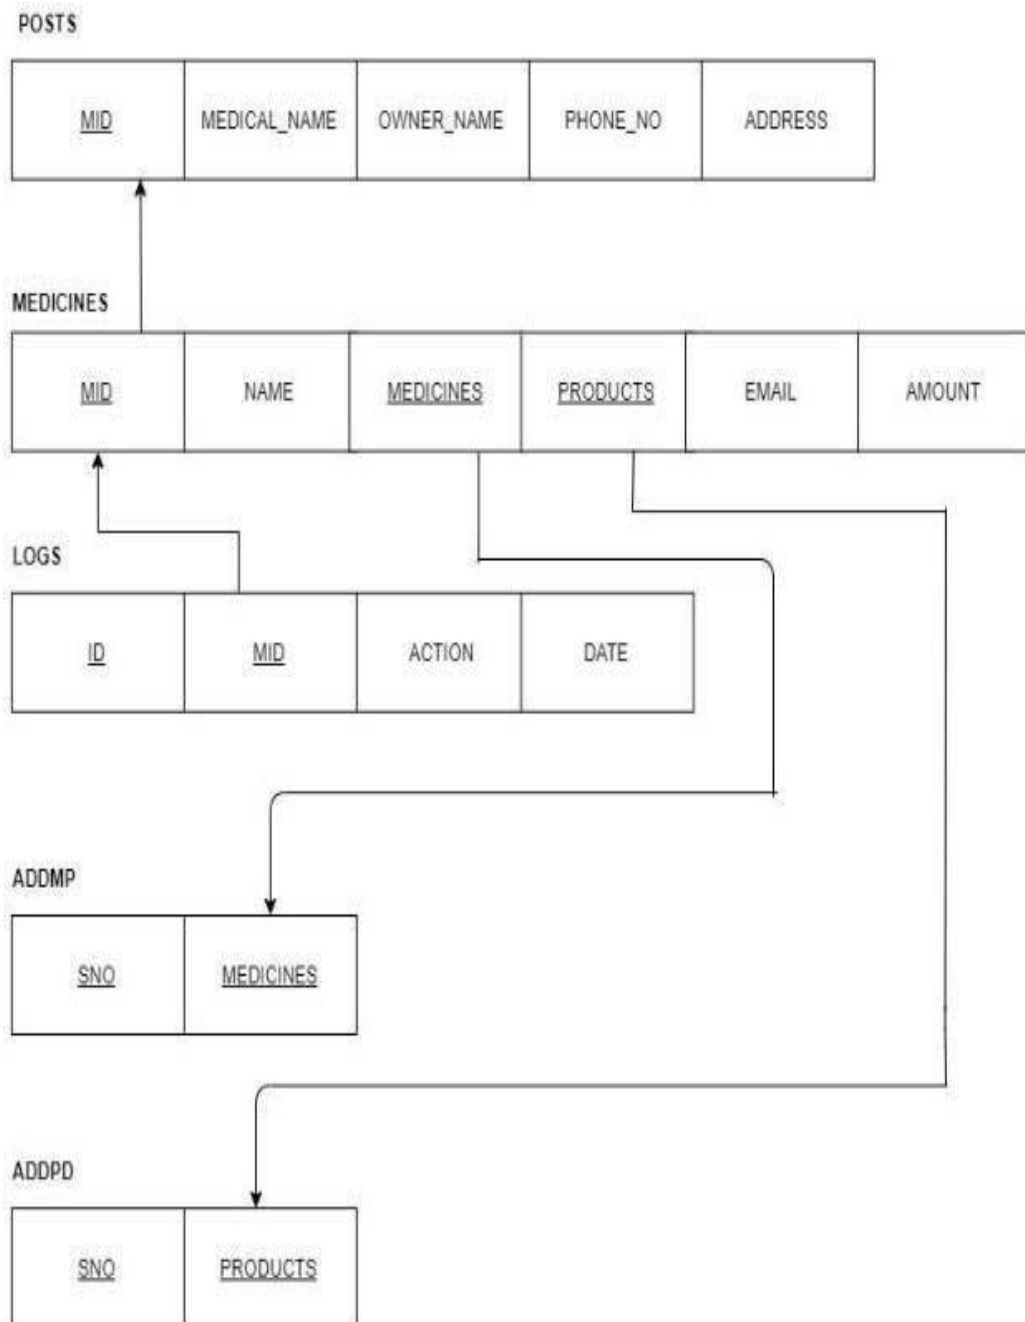 POSTS
MID MEDICAL_NAME OWNER_NAME PHONE_NO ADDRESS
MEDICINES
MID NAME MEDICINES PRODUCTS EMAIL AMOUNT
LOGS
ID MID ACTION DATE
ADDMP
SNO MEDICINES
ADDPD
SNO PRODUCTS